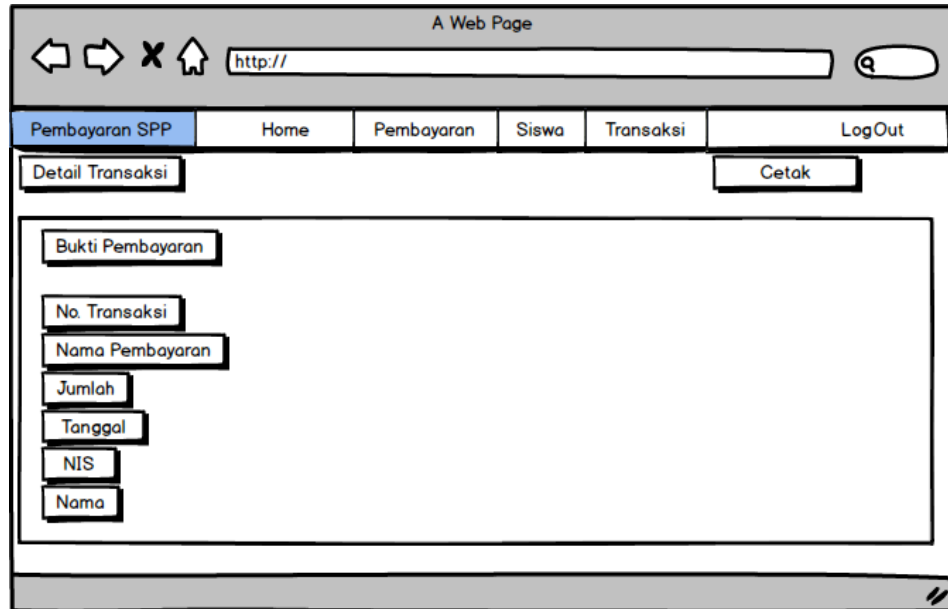 A Web Page
http://
Pembayaran SPP Home Pembayaran Siswa Transaksi LogOut
Detail Transaksi Cetak
Bukti Pembayaran
No. Transaksi
Nama Pembayaran
Jumlah
Tanggal
NIS
Nama